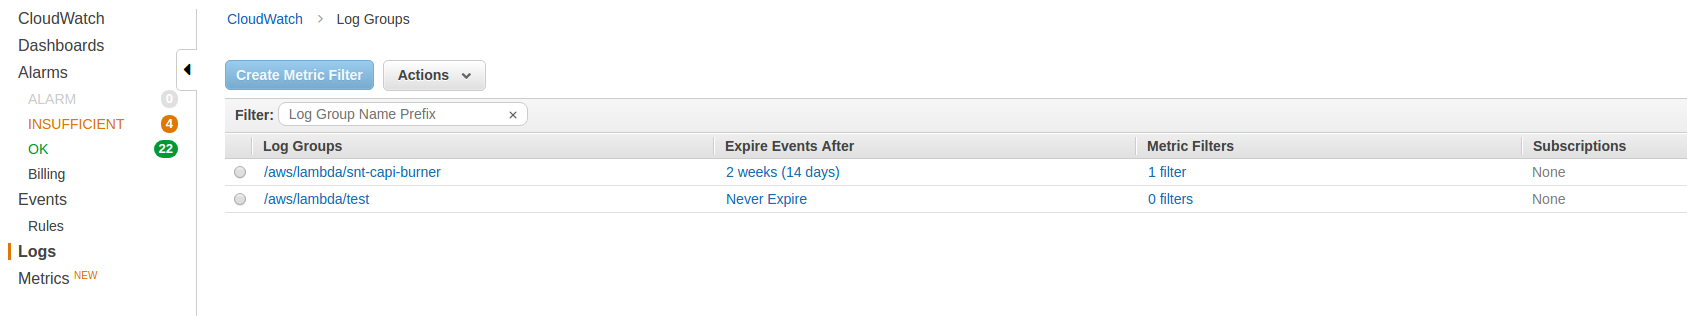 CloudWatch
Dashboards
Alarms
ALARM 0
INSUFFICIENT 4
OK 22
Billing
Events
Rules
Logs
Metrics NEW
CloudWatch > Log Groups
Create Metric Filter Actions
Filter: Log Group Name Prefix ×
Log Groups Expire Events After Metric Filters Subscriptions
/aws/lambda/snt-capi-burner 2 weeks (14 days) 1 filter None
/aws/lambda/test Never Expire 0 filters None